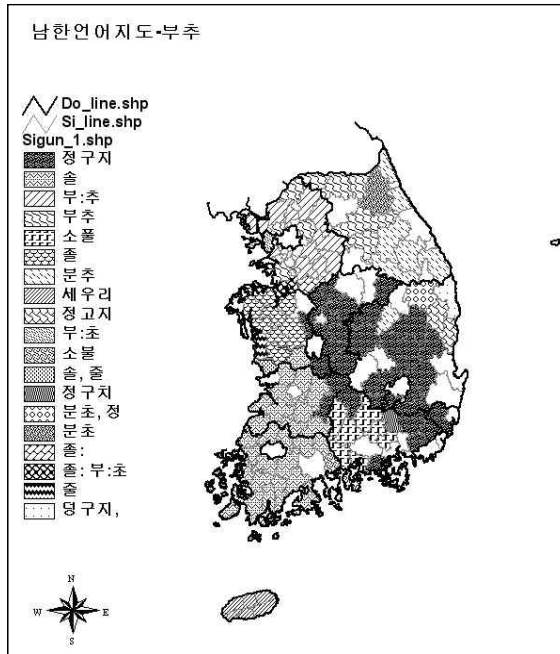 남한언어지도-부추
Do_line.shp
Si_line.shp
Sigun_1.shp
정구지
솔
부:추
부추
소풀
졸
분추
세우리
정고지
부:초
소불
솔, 줄
정구치
분초, 정
분초
졸:
졸: 부:초
줄
덩구지,
N
W E
S